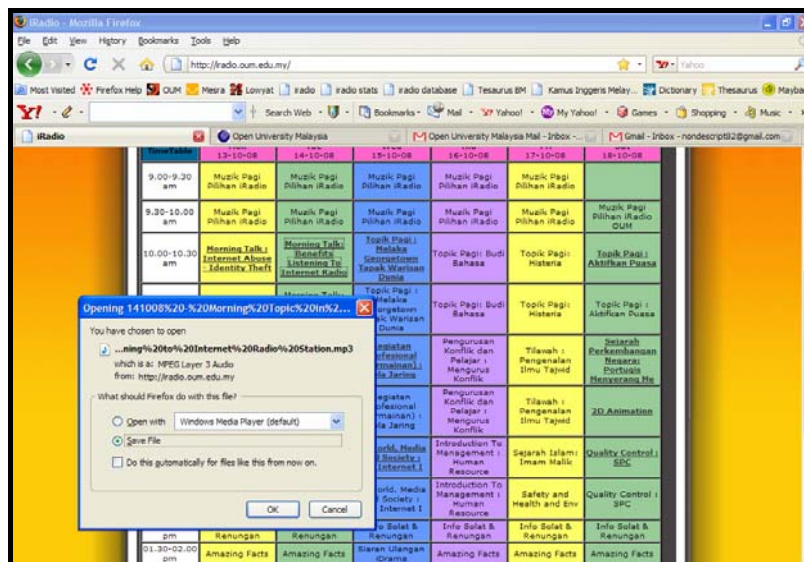 iRadio - Mozilla Firefox
File Edit View History Bookmarks Tools Help
http://iradio.oum.edu.my/
Yahoo
Most Visited Firefox Help OUM Mesra Lowyat iradio iradio stats iradio database Tesaurus BM Kamus Inggeris Melay... Dictionary Thesaurus Mayba
Y! Search Web Bookmarks Mail My Yahoo! Yahoo! Games Shopping Music
iRadio Open University Malaysia Open University Malaysia Mail - Inbox -... Gmail - Inbox - nondescript82@gmail.com
TimeTable 13-10-08 14-10-08 15-10-08 16-10-08 17-10-08 18-10-08
9.00-9.30 Muzik Pagi Muzik Pagi Muzik Pagi Muzik Pagi Muzik Pagi
am Pilihan iRadio Pilihan iRadio Pilihan iRadio Pilihan iRadio Pilihan iRadio
9.30-10.00 Muzik Pagi Muzik Pagi Muzik Pagi Muzik Pagi Muzik Pagi Muzik Pagi
am Pilihan iRadio Pilihan iRadio Pilihan iRadio Pilihan iRadio Pilihan iRadio Pilihan iRadio
OUM
10.00-10.30 Morning Talk : Morning Talk: Topik Pagi : Topik Pagi: Budi Topik Pagi: Topik Pagi :
am Internet Abuse Benefits Melaka Bahasa Histeria Aktifkan Puasa
- Identity Theft Listening To Georgetown
Internet Radio Tapak Warisan
Dunia
Morning Talk: Topik Pagi : Topik Pagi: Budi Topik Pagi: Topik Pagi :
Melaka Bahasa Histeria Aktifkan Puasa
Dunia
Pengurusan Tilawah : Sejarah
Konflik dan Pengenalan Perkembangan
Pelajar : Ilmu Tajwid Negara:
Mengurus Portugis
Konflik Menyerang Me
Pengurusan Tilawah : 2D Animation
Konflik dan Pengenalan
Pelajar : Ilmu Tajwid
Mengurus
Konflik
Introduction To Sejarah Islam: Quality Control :
Management : Imam Malik SPC
Human
Resource
Introduction To Safety and Quality Control :
Management : Health and Env SPC
Human
Resource
Info Solat & Info Solat & Info Solat &
pm Renungan Renungan Renungan Renungan Renungan Renungan
01.30-02.00 Amazing Facts Amazing Facts Siaran Ulangan Amazing Facts Amazing Facts Amazing Facts
pm iDrama
Opening 141008%20-%20Morning%20Topic%20in%2...
You have chosen to open
...ning%20to%20Internet%20Radio%20Station.mp3
which is a: MPEG Layer 3 Audio
from: http://iradio.oum.edu.my
What should Firefox do with this file?
Open with Windows Media Player (default)
Save File
Do this automatically for files like this from now on.
OK Cancel